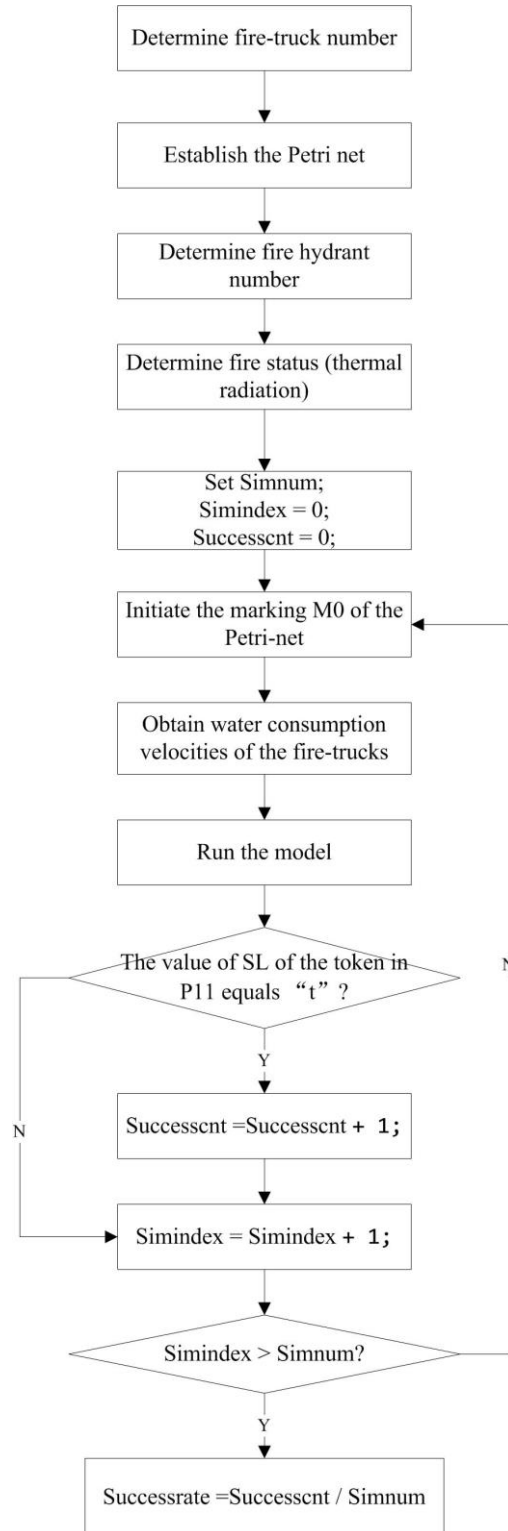 Determine fire-truck number
Establish the Petri net
Determine fire hydrant
number
Determine fire status (thermal
radiation)
Set Simnum;
Simindex = 0;
Successcnt = 0;
Initiate the marking M0 of the
Petri-net
Obtain water consumption
velocities of the fire-trucks
Run the model
The value of SL of the token in
P11 equals “t” ?
N
Y
Successcnt =Successcnt + 1;
N
Simindex = Simindex + 1;
Simindex > Simnum?
Y
Successrate =Successcnt / Simnum